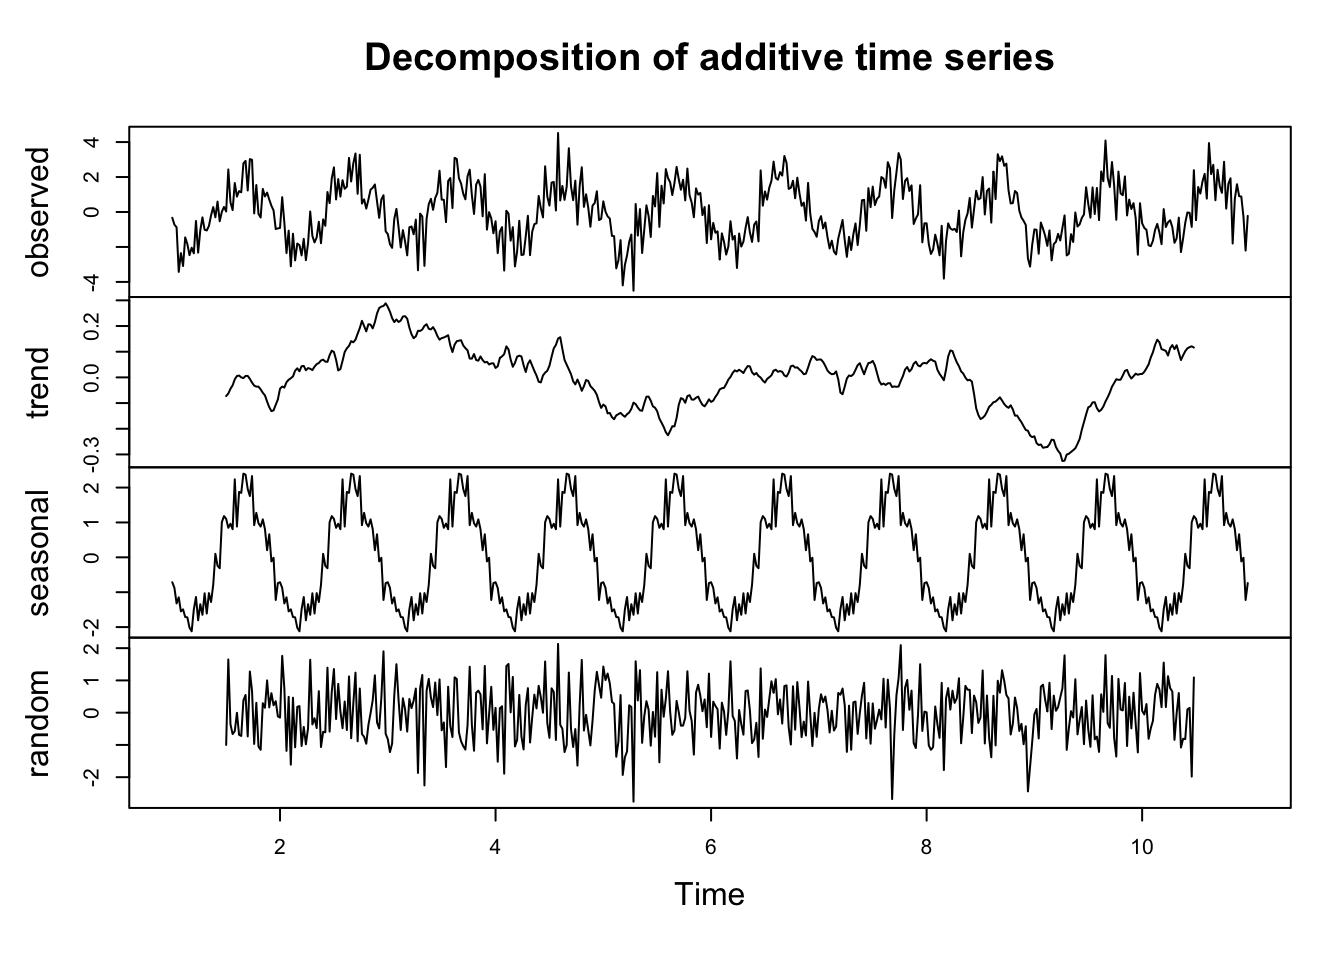 Decomposition of additive time series
observed
-4 0 2 4
trend
-0.3 0.0 0.2
seasonal
-2 0 1 2
random
-2 0 1 2
2 4 6 8 10
Time